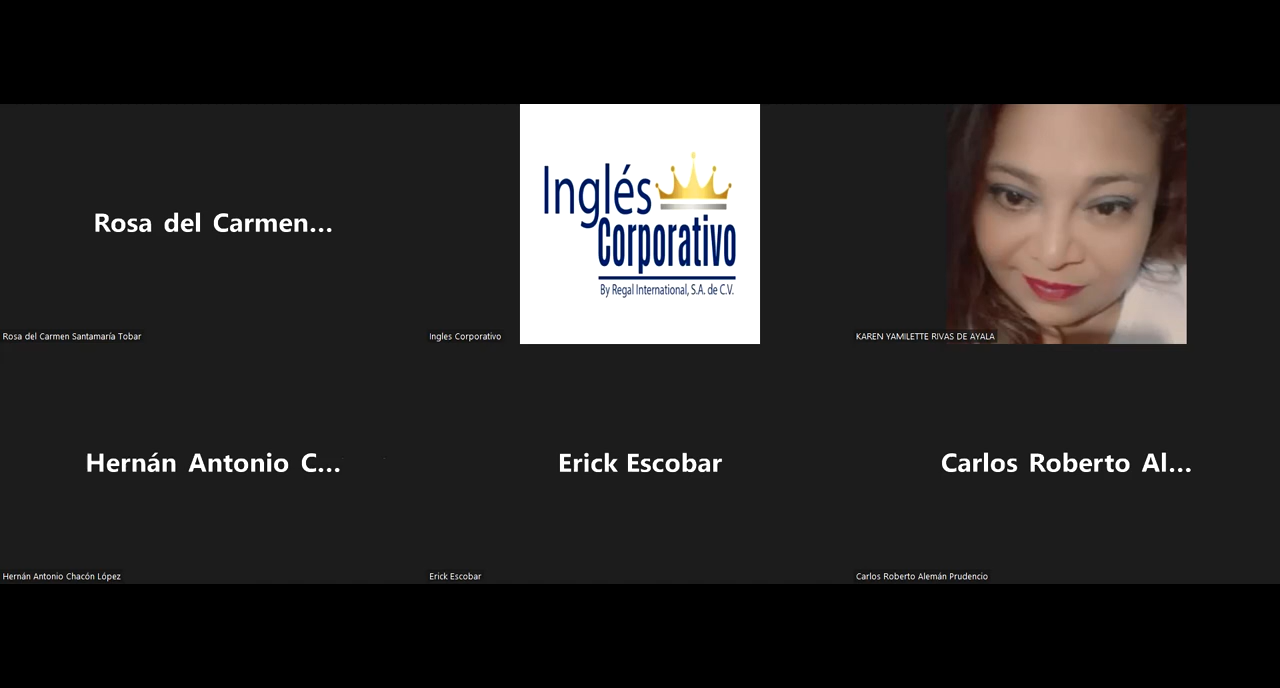 Rosa del Carmen...
Rosa del Carmen Santamaría Tobar
Inglés
Corporativo
By Regal International, S.A. de C.V.
Ingles Corporativo
KAREN YAMILETTE RIVAS DE AYALA
Hernán Antonio C...
Hernán Antonio Chacón López
Erick Escobar
Erick Escobar
Carlos Roberto Al...
Carlos Roberto Alemán Prudencio